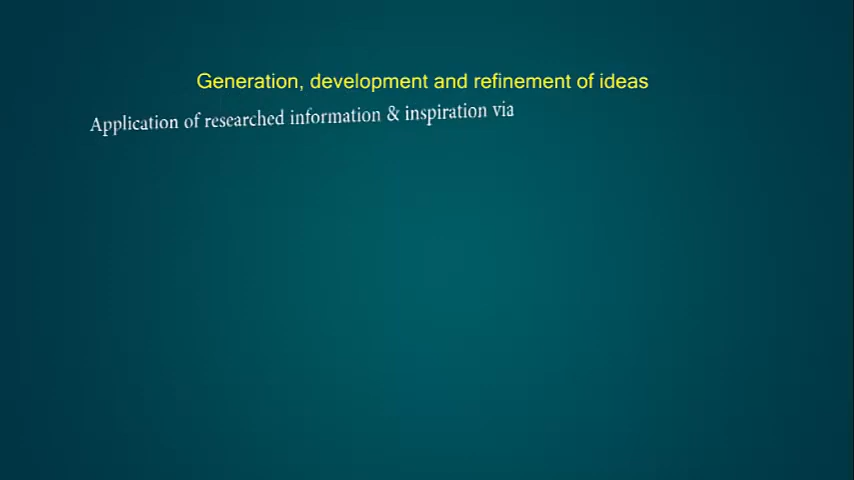 Generation, development and refinement of ideas
Application of researched information & inspiration via